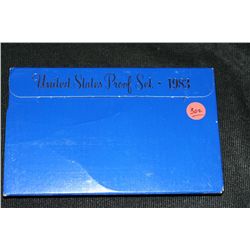 United States Proof Set - 1983